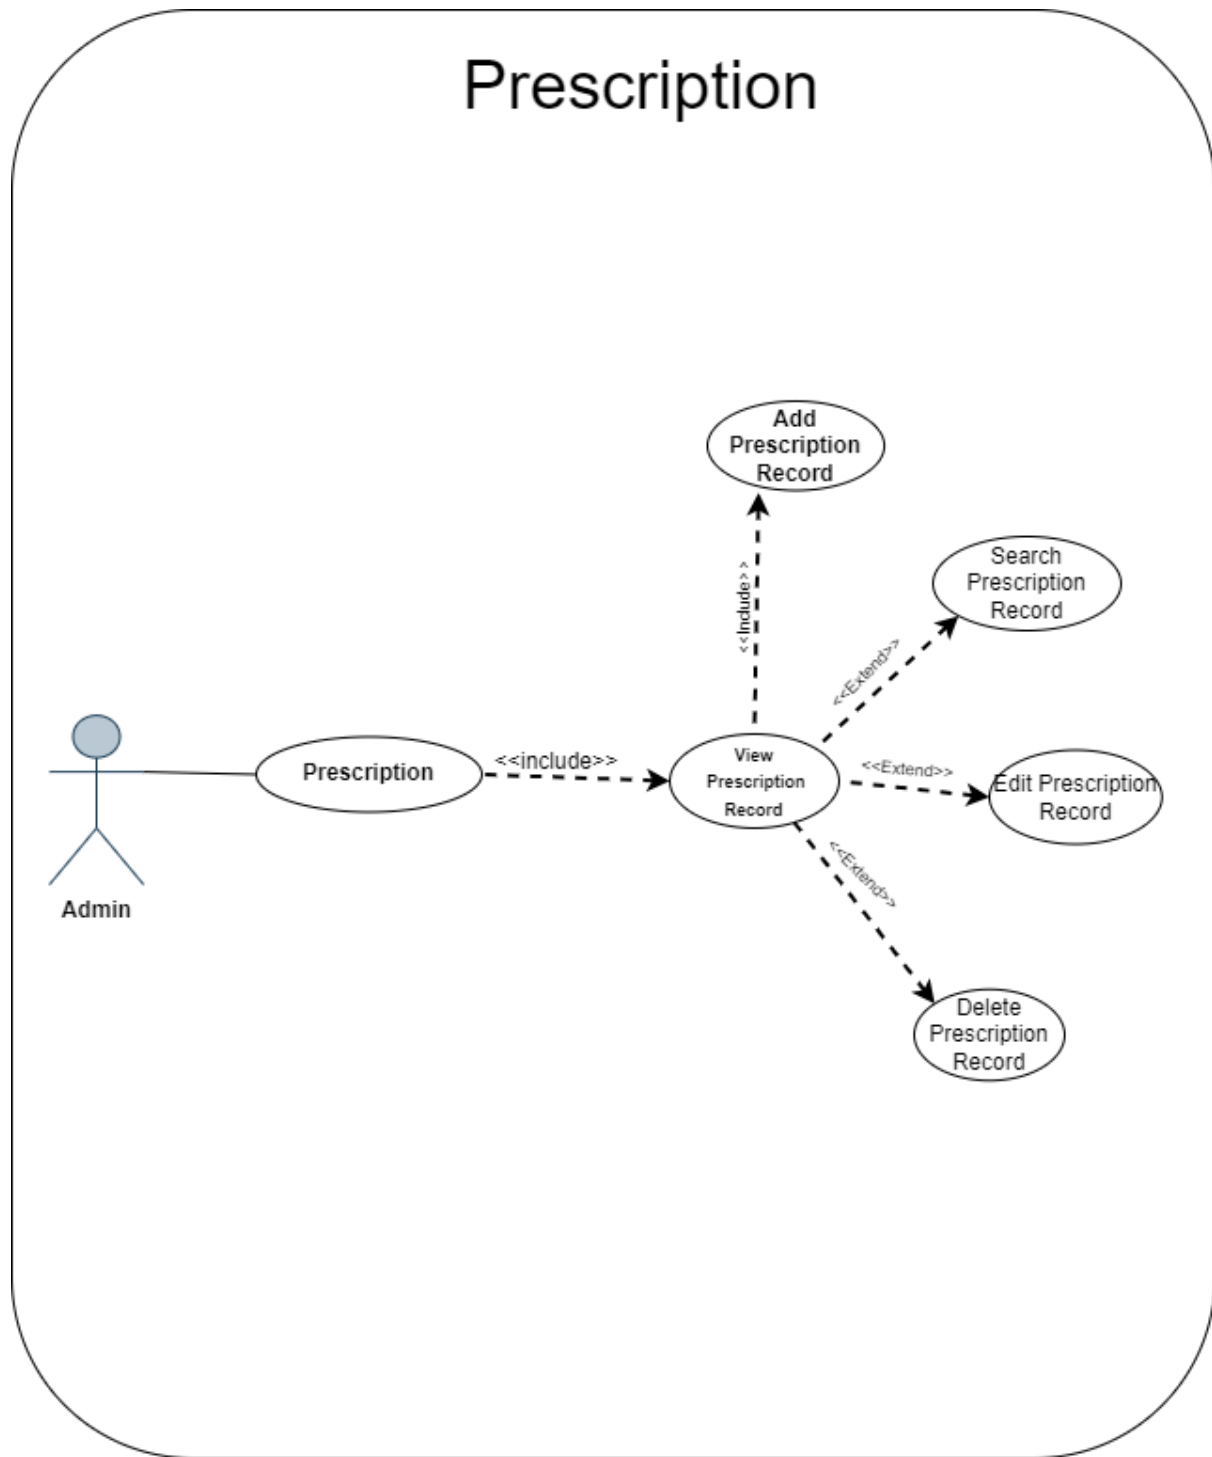 Prescription
Add
Prescription
Record
<<Include>>
Search
Prescription
Record
<<Extend>>
Prescription
<<include>>
View
Prescription
Record
<<Extend>>
Edit Prescription
Record
<<Extend>>
Admin
Delete
Prescription
Record